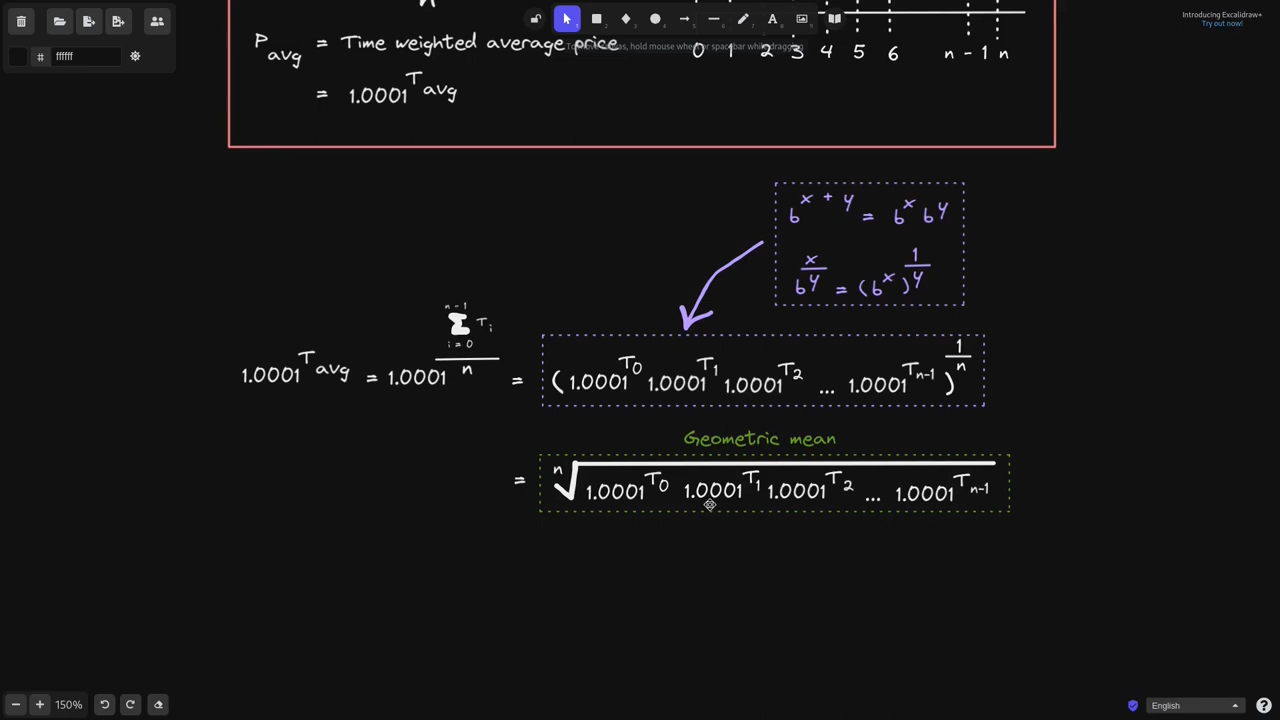 n
Introducing Excalidraw+
Try out now!
# ffffff
P avg = Time weighted average price
0 1 2 3 4 5 6 n - 1 n
= 1.0001^T avg
b^x + y = b^x b^y
b^x/y = (b^x)^1/y
1.0001^T avg = 1.0001^∑ n-1 i = 0 T i / n = (1.0001^T0 1.0001^T1 1.0001^T2 ... 1.0001^Tn-1)^1/n
Geometric mean
= n√ 1.0001^T0 1.0001^T1 1.0001^T2 ... 1.0001^Tn-1
150%
English